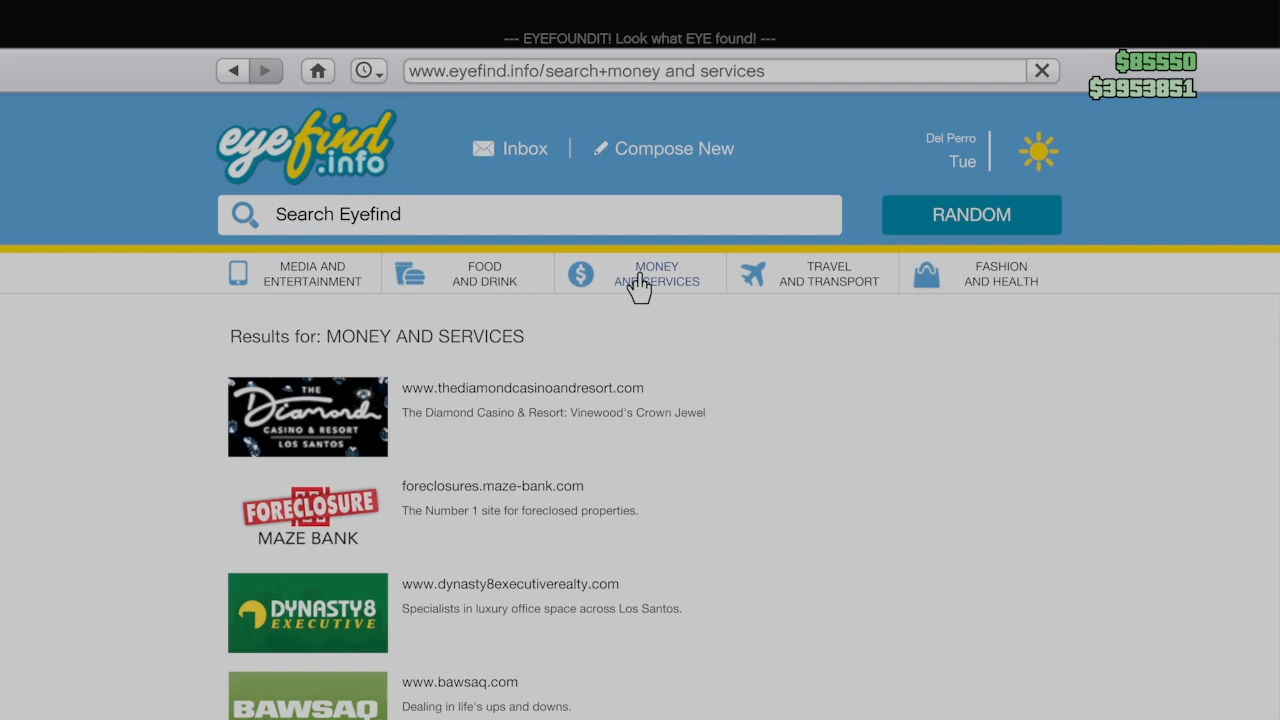 --- EYEFOUNDIT! Look what EYE found! ---
www.eyefind.info/search+money and services
$85550
$3953851
eyefind
.info
Inbox
Compose New
Del Perro
Tue
Search Eyefind
RANDOM
MEDIA AND
ENTERTAINMENT
FOOD
AND DRINK
MONEY
AND SERVICES
TRAVEL
AND TRANSPORT
FASHION
AND HEALTH
Results for: MONEY AND SERVICES
THE
Diamond
CASINO & RESORT
LOS SANTOS
www.thediamondcasinoandresort.com
The Diamond Casino & Resort: Vinewood's Crown Jewel
FORECLOSURE
MAZE BANK
foreclosures.maze-bank.com
The Number 1 site for foreclosed properties.
DYNASTY8
EXECUTIVE
www.dynasty8executiverealty.com
Specialists in luxury office space across Los Santos.
BAWSAQ
www.bawsaq.com
Dealing in life's ups and downs.